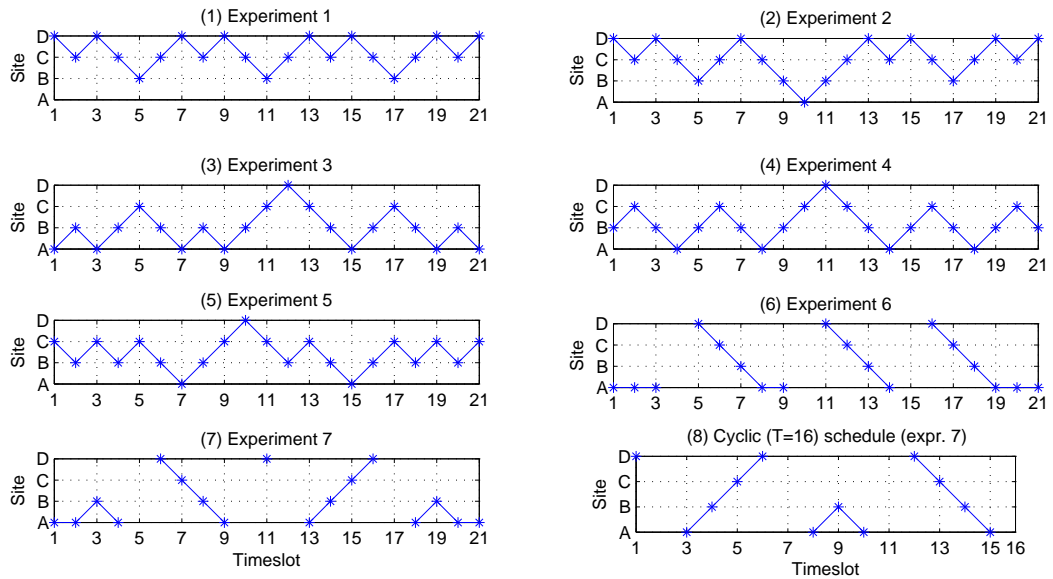 (1) Experiment 1
D
C
B
A
Site
1 3 5 7 9 11 13 15 17 19 21
(2) Experiment 2
D
C
B
A
Site
1 3 5 7 9 11 13 15 17 19 21
(3) Experiment 3
D
C
B
A
Site
1 3 5 7 9 11 13 15 17 19 21
(4) Experiment 4
D
C
B
A
Site
1 3 5 7 9 11 13 15 17 19 21
(5) Experiment 5
D
C
B
A
Site
1 3 5 7 9 11 13 15 17 19 21
(6) Experiment 6
D
C
B
A
Site
1 3 5 7 9 11 13 15 17 19 21
(7) Experiment 7
D
C
B
A
Site
1 3 5 7 9 11 13 15 17 19 21
Timeslot
(8) Cyclic (T=16) schedule (expr. 7)
D
C
B
A
Site
1 3 5 7 9 11 13 15 16
Timeslot